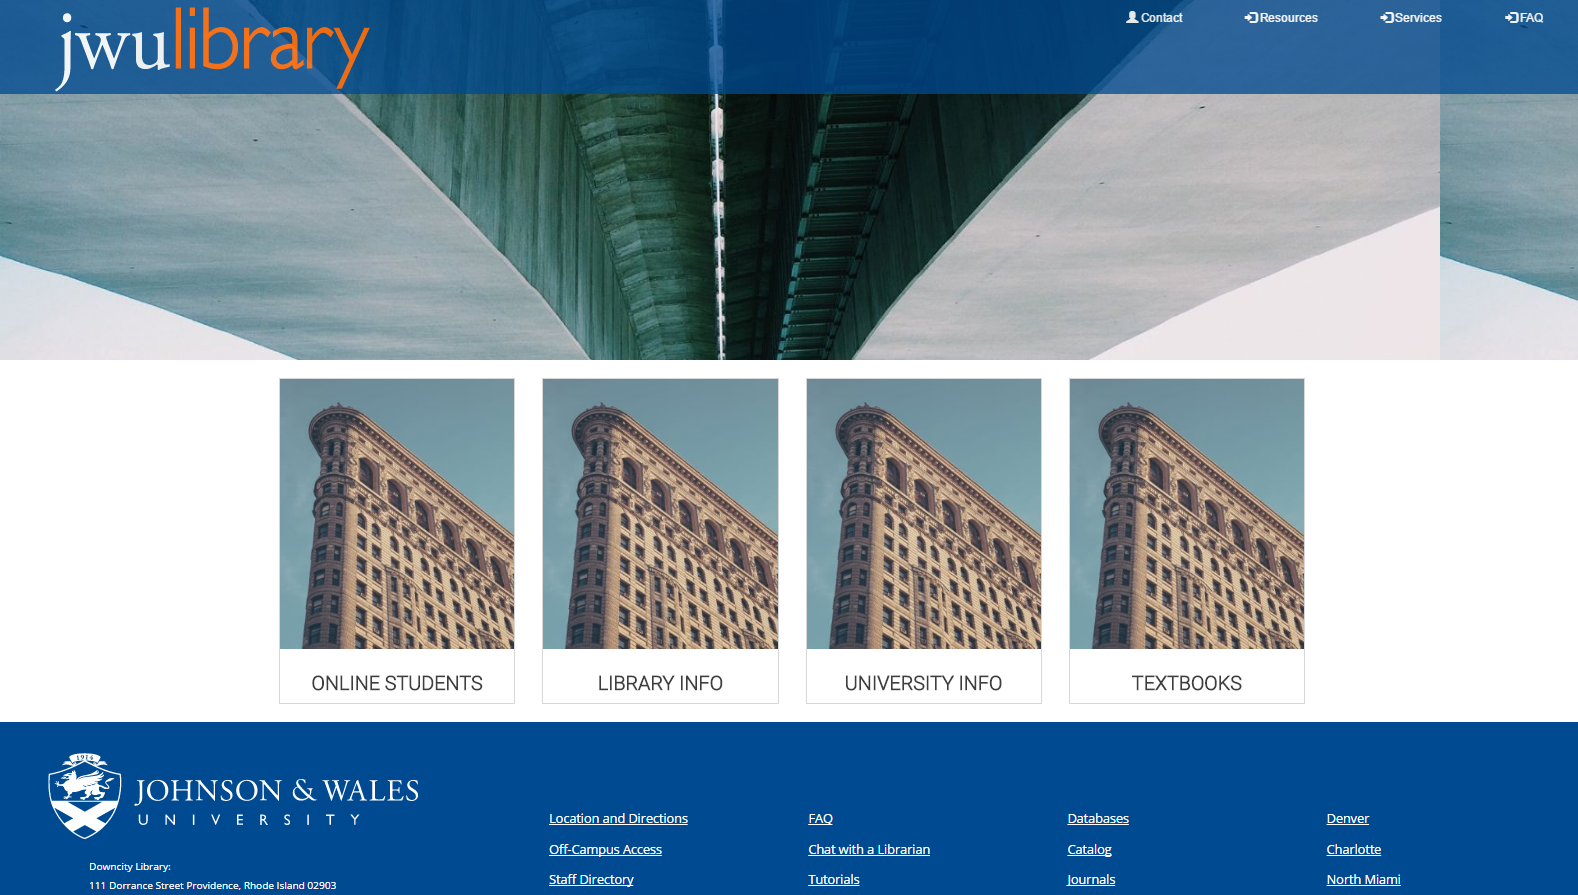 jwulibrary
Contact
Resources
Services
FAQ
ONLINE STUDENTS
LIBRARY INFO
UNIVERSITY INFO
TEXTBOOKS
1914
JOHNSON & WALES
UNIVERSITY
Downcity Library:
111 Dorrance Street Providence, Rhode Island 02903
Location and Directions
Off-Campus Access
Staff Directory
FAQ
Chat with a Librarian
Tutorials
Databases
Catalog
Journals
Denver
Charlotte
North Miami